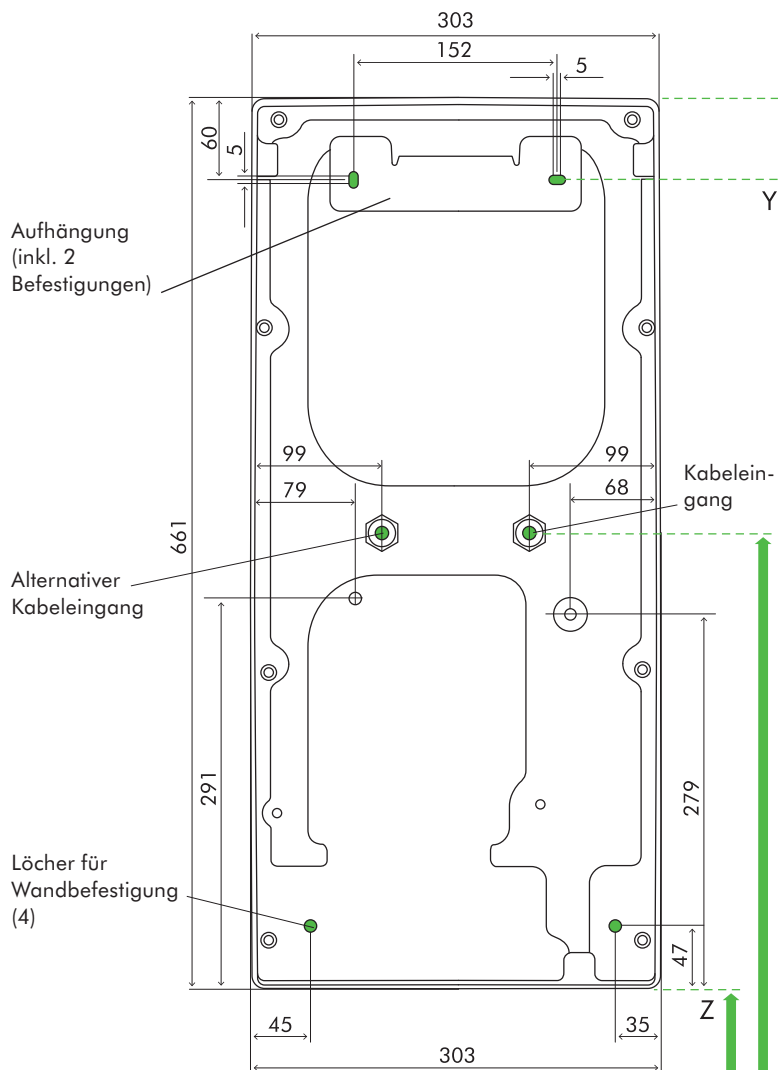 303
152
5
60
5
Y
Aufhängung
(inkl. 2
Befestigungen)
99
99
Kabelein-
gang
79
68
661
Alternativer
Kabeleingang
291
279
Löcher für
Wandbefestigung
(4)
47
Z
45
35
303